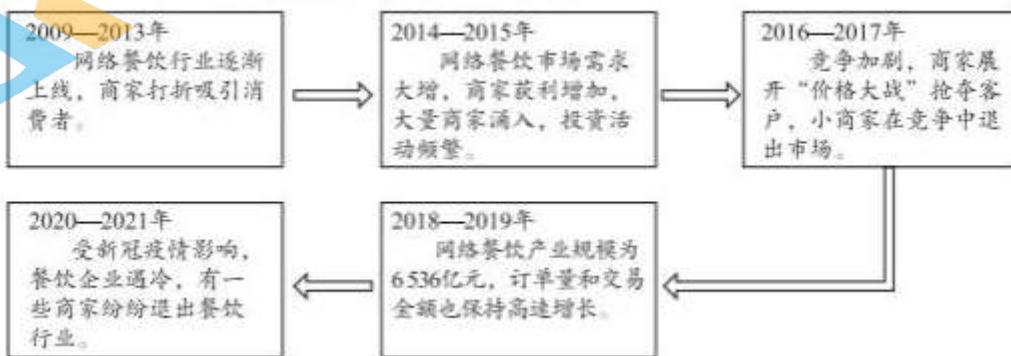 2009—2013年
网络餐饮行业逐渐
上线，商家打折吸引消
费者。
2014—2015年
网络餐饮市场需求
大增，商家获利增加，
大量商家涌入，投资活
动频繁。
2016—2017年
竞争加剧，商家展
开“价格大战”抢夺客
户，小商家在竞争中退
出市场。
2018—2019年
网络餐饮产业规模为
6536亿元，订单量和交易
金额也保持高速增长。
2020—2021年
受新冠疫情影响，
餐饮企业遇冷，有一
些商家纷纷退出餐饮
行业。